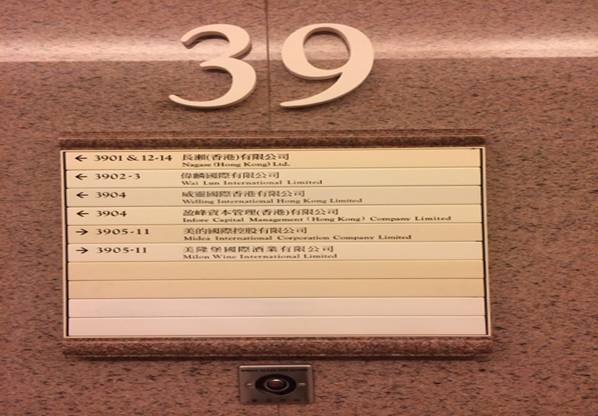 39
← 3901 & 12-14 長瀨(香港)有限公司
Nagase (Hong Kong) Ltd.
← 3902-3 偉麟國際有限公司
Wai Lun International Limited
← 3904 威靈國際香港有限公司
Welling International Hong Kong Limited
← 3904 盈峰資本管理(香港)有限公司
Infore Capital Management (Hong Kong) Company Limited
→ 3905-11 美的國際控股有限公司
Midea International Corporation Company Limited
→ 3905-11 美隆堡國際酒業有限公司
Milon Wine International Limited